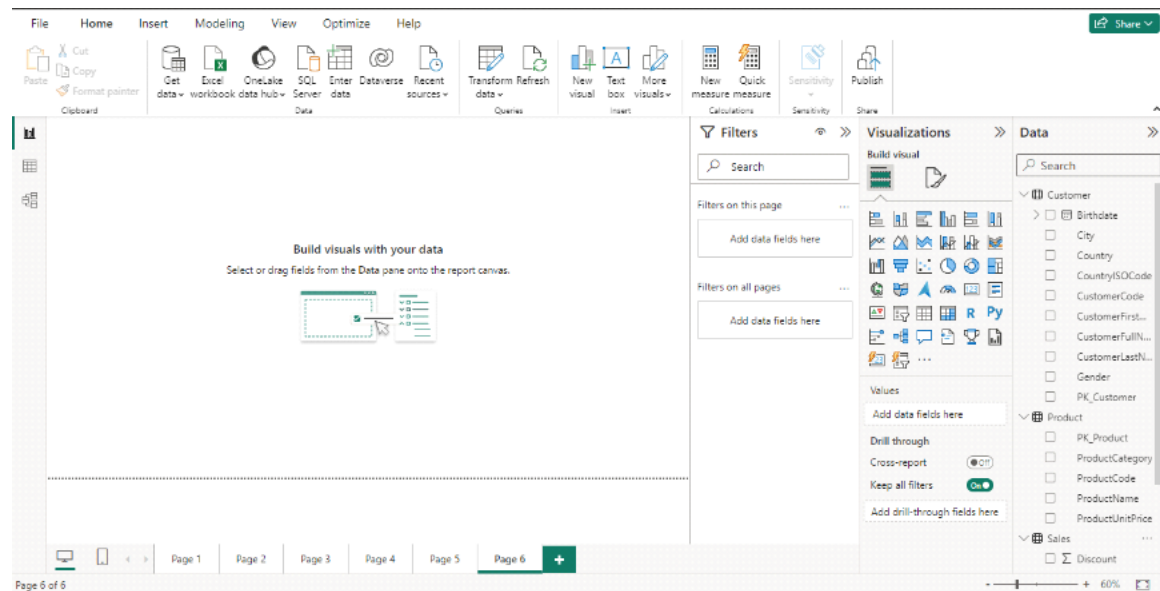 File Home Insert Modeling View Optimize Help Share
Paste
Cut
Copy
Format painter
Get data
Excel workbook
OneLake data hub
SQL Server
Enter data
Dataverse
Recent sources
Transform data
Refresh
New visual
A
Text box
More visuals
New measure
Quick measure
Sensitivity
Publish
Clipboard Data Queries Insert Calculations Sensitivity Share
Build visuals with your data
Select or drag fields from the Data pane onto the report canvas.
Filters
Search
Filters on this page ...
Add data fields here
Filters on all pages ...
Add data fields here
Visualizations
Build visual
123
R Py
...
Values
Add data fields here
Drill through
Cross-report Off
Keep all filters On
Add drill-through fields here
Data
Search
Customer
Birthdate
City
Country
CountryISOCode
CustomerCode
CustomerFirst...
CustomerFullN...
CustomerLastN...
Gender
PK_Customer
Product
PK_Product
ProductCategory
ProductCode
ProductName
ProductUnitPrice
Sales ...
Σ Discount
Page 1 Page 2 Page 3 Page 4 Page 5 Page 6 +
Page 6 of 6
- + 60%